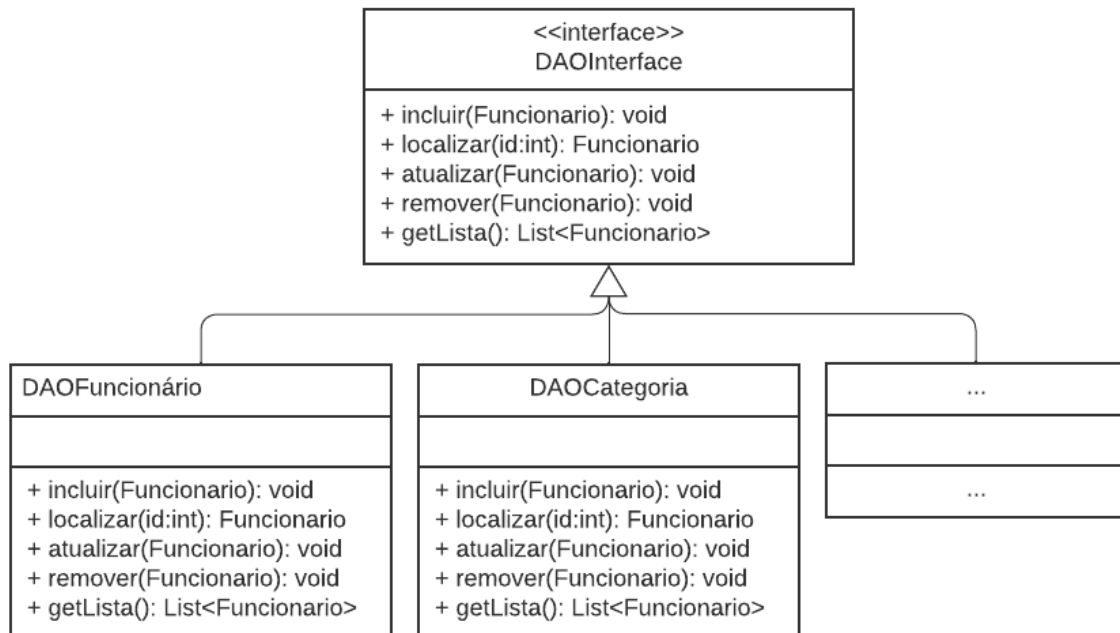 <<interface>>
DAOInterface
+ incluir(Funcionario): void
+ localizar(id:int): Funcionario
+ atualizar(Funcionario): void
+ remover(Funcionario): void
+ getLista(): List<Funcionario>
DAOFuncionário
+ incluir(Funcionario): void
+ localizar(id:int): Funcionario
+ atualizar(Funcionario): void
+ remover(Funcionario): void
+ getLista(): List<Funcionario>
DAOCategoria
+ incluir(Funcionario): void
+ localizar(id:int): Funcionario
+ atualizar(Funcionario): void
+ remover(Funcionario): void
+ getLista(): List<Funcionario>
...
...